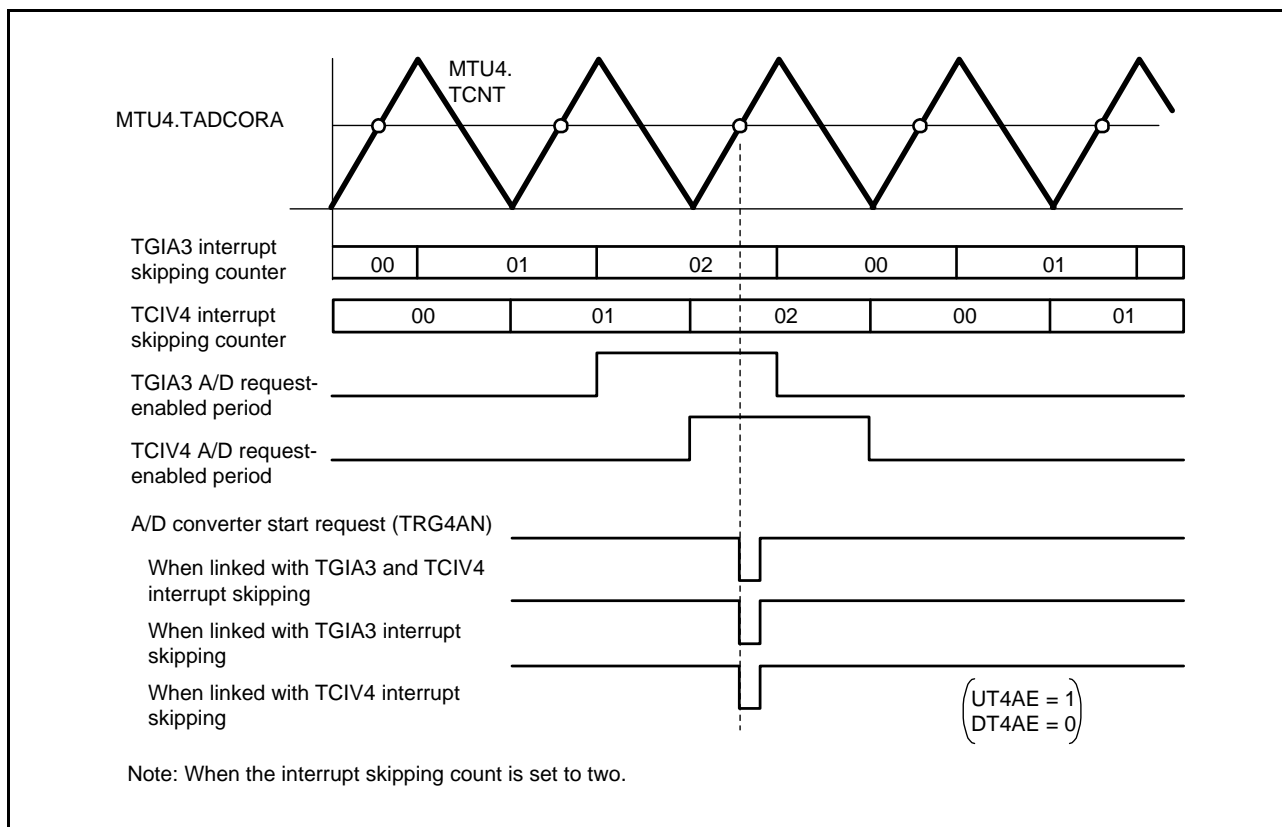 MTU4.
TCNT
MTU4.TADCORA
TGIA3 interrupt
skipping counter
00 01 02 00 01
TCIV4 interrupt
skipping counter
00 01 02 00 01
TGIA3 A/D request-
enabled period
TCIV4 A/D request-
enabled period
A/D converter start request (TRG4AN)
When linked with TGIA3 and TCIV4
interrupt skipping
When linked with TGIA3 interrupt
skipping
When linked with TCIV4 interrupt
skipping
UT4AE = 1
DT4AE = 0
Note: When the interrupt skipping count is set to two.